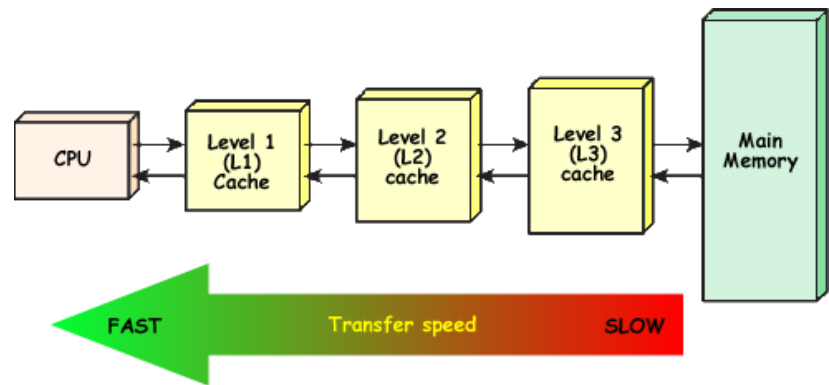 CPU
Level 1
(L1)
Cache
Level 2
(L2)
cache
Level 3
(L3)
cache
Main
Memory
FAST
Transfer speed
SLOW